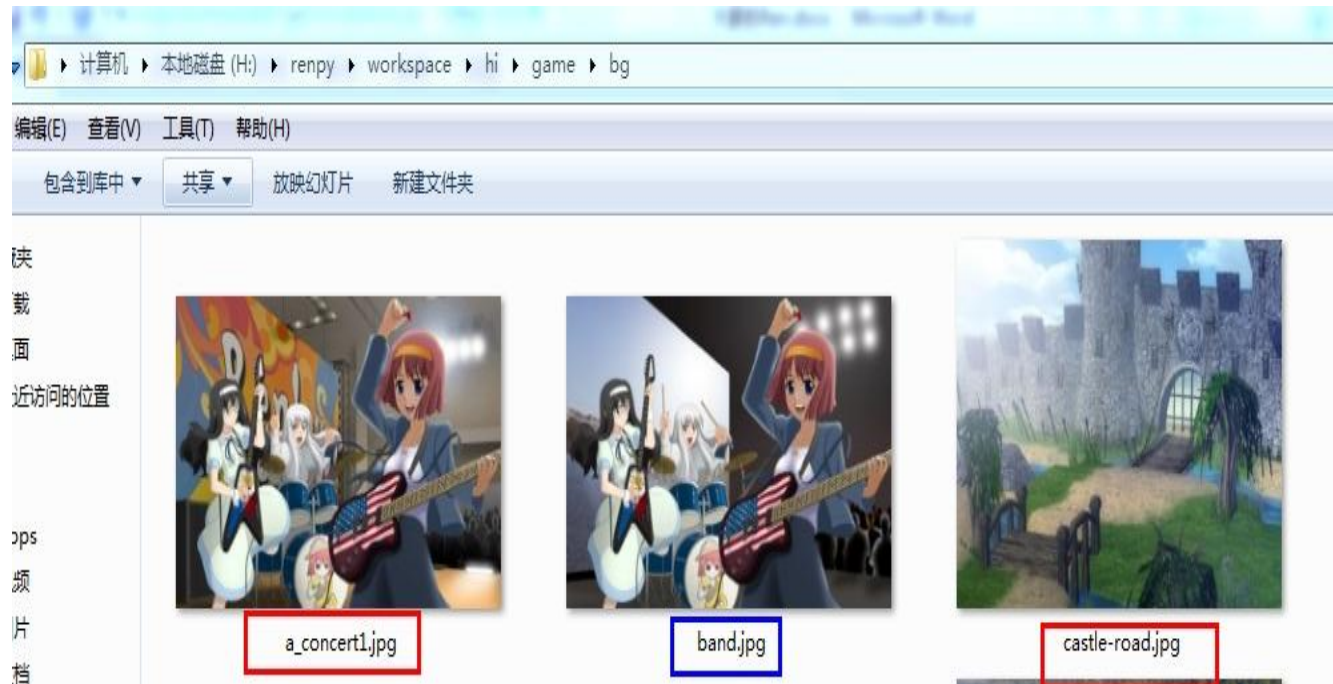 计算机 本地磁盘 (H:) renpy workspace hi game bg
编辑(E) 查看(V) 工具(T) 帮助(H)
包含到库中 共享 放映幻灯片 新建文件夹
夹
载
面
近访问的位置
频
片
档
a_concert1.jpg band.jpg castle-road.jpg